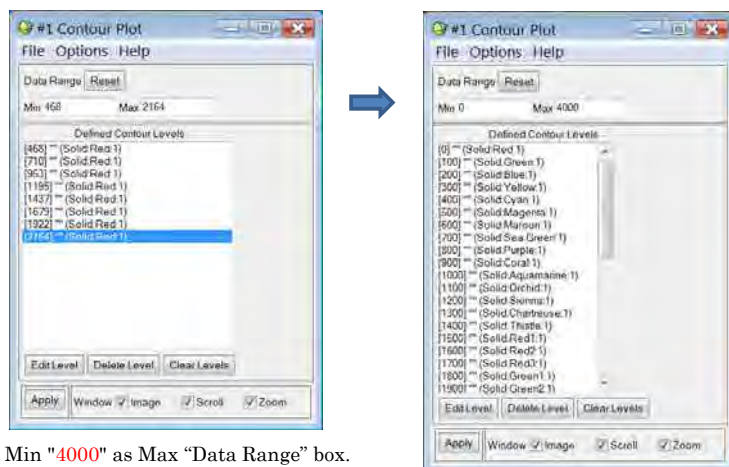 #1 Contour Plot
File Options Help
Data Range Reset
Min 468 Max 2164
Defined Contour Levels
[468] "" (Solid:Red:1)
[710] "" (Solid:Red:1)
[953] "" (Solid:Red:1)
[1195] "" (Solid:Red:1)
[1437] "" (Solid:Red:1)
[1679] "" (Solid:Red:1)
[1922] "" (Solid:Red:1)
[2164] "" (Solid:Red:1)
Edit Level Delete Level Clear Levels
Apply Window Image Scroll Zoom
Min "4000" as Max “Data Range” box.
#1 Contour Plot
File Options Help
Data Range Reset
Min 0 Max 4000
Defined Contour Levels
[0] "" (Solid:Red:1)
[100] "" (Solid:Green:1)
[200] "" (Solid:Blue:1)
[300] "" (Solid:Yellow:1)
[400] "" (Solid:Cyan:1)
[500] "" (Solid:Magenta:1)
[600] "" (Solid:Maroon:1)
[700] "" (Solid:Sea Green:1)
[800] "" (Solid:Purple:1)
[900] "" (Solid:Coral:1)
[1000] "" (Solid:Aquamarine:1)
[1100] "" (Solid:Orchid:1)
[1200] "" (Solid:Sienna:1)
[1300] "" (Solid:Chartreuse:1)
[1400] "" (Solid:Thistle:1)
[1500] "" (Solid:Red1:1)
[1600] "" (Solid:Red2:1)
[1700] "" (Solid:Red3:1)
[1800] "" (Solid:Green1:1)
[1900] "" (Solid:Green2:1)
Edit Level Delete Level Clear Levels
Apply Window Image Scroll Zoom